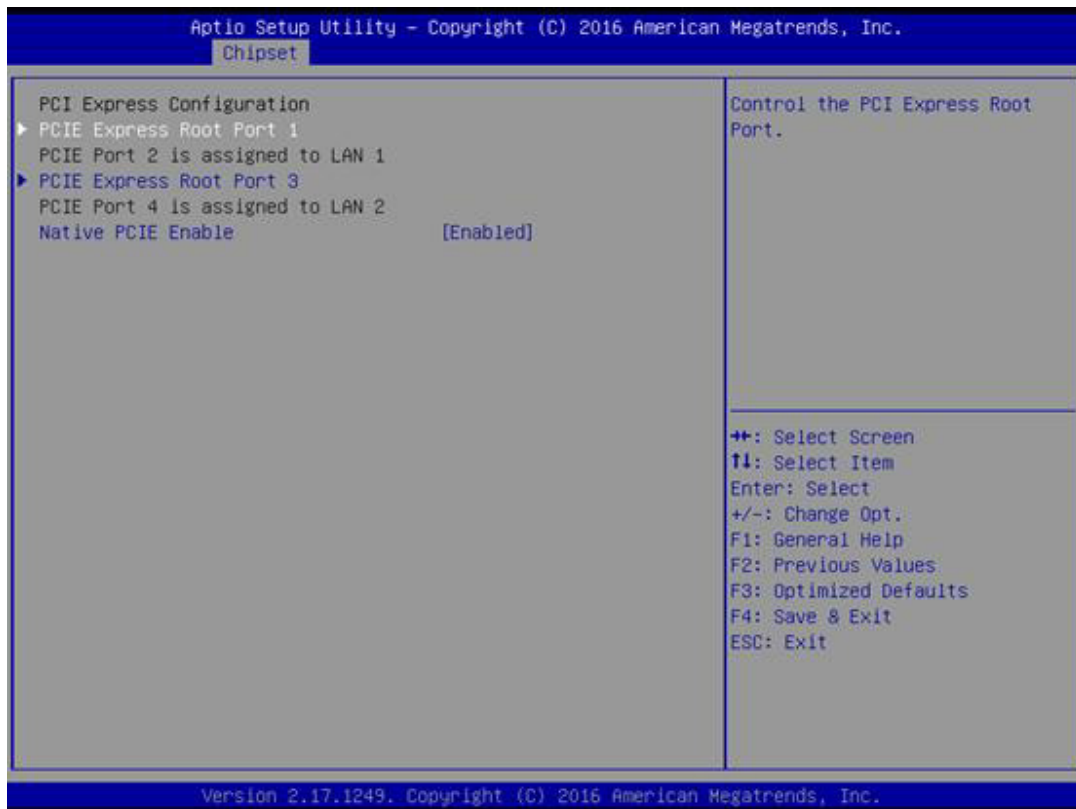 Aptio Setup Utility – Copyright (C) 2016 American Megatrends, Inc.
Chipset
PCI Express Configuration
PCIE Express Root Port 1
PCIE Port 2 is assigned to LAN 1
PCIE Express Root Port 3
PCIE Port 4 is assigned to LAN 2
Native PCIE Enable [Enabled]
Control the PCI Express Root
Port.
→←: Select Screen
↑↓: Select Item
Enter: Select
+/-: Change Opt.
F1: General Help
F2: Previous Values
F3: Optimized Defaults
F4: Save & Exit
ESC: Exit
Version 2.17.1249. Copyright (C) 2016 American Megatrends, Inc.